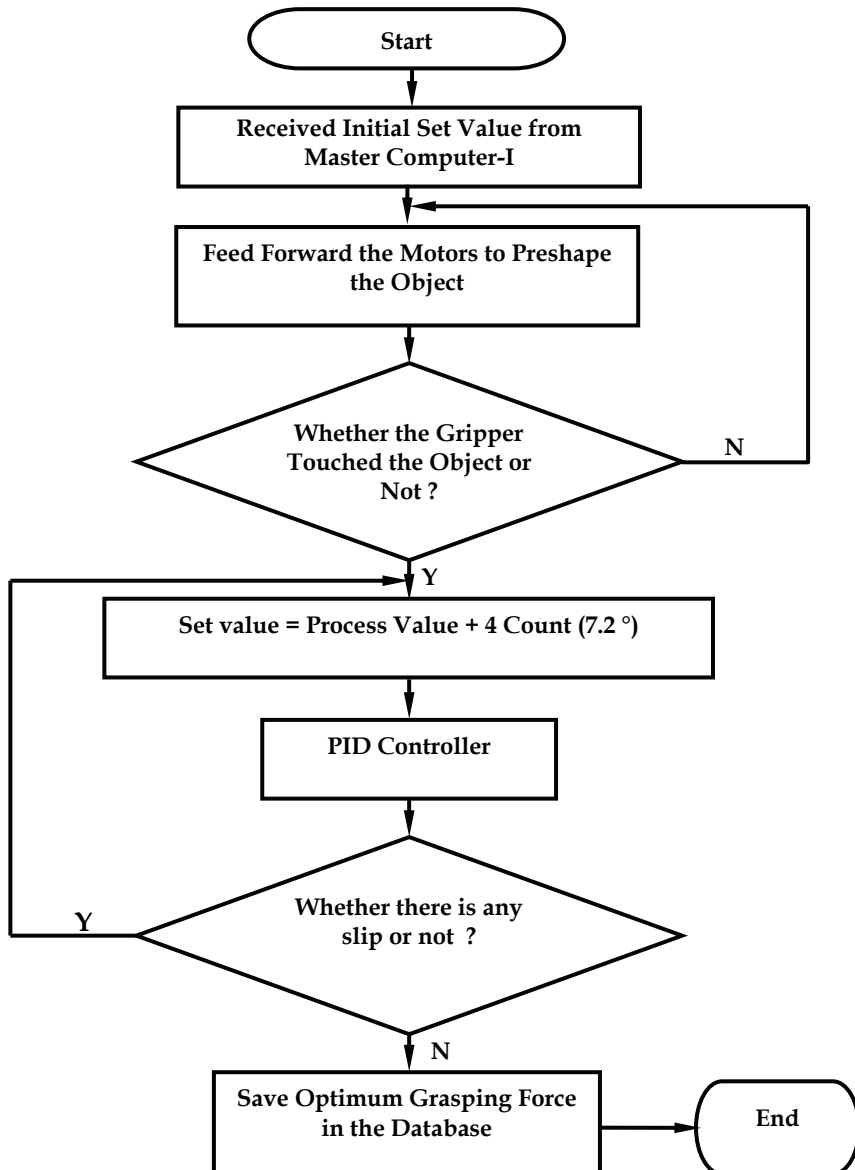 Start
Received Initial Set Value from
Master Computer-I
Feed Forward the Motors to Preshape
the Object
Whether the Gripper
Touched the Object or
Not ?
N
Y
Set value = Process Value + 4 Count (7.2 °)
PID Controller
Whether there is any
slip or not ?
Y
N
Save Optimum Grasping Force
in the Database
End